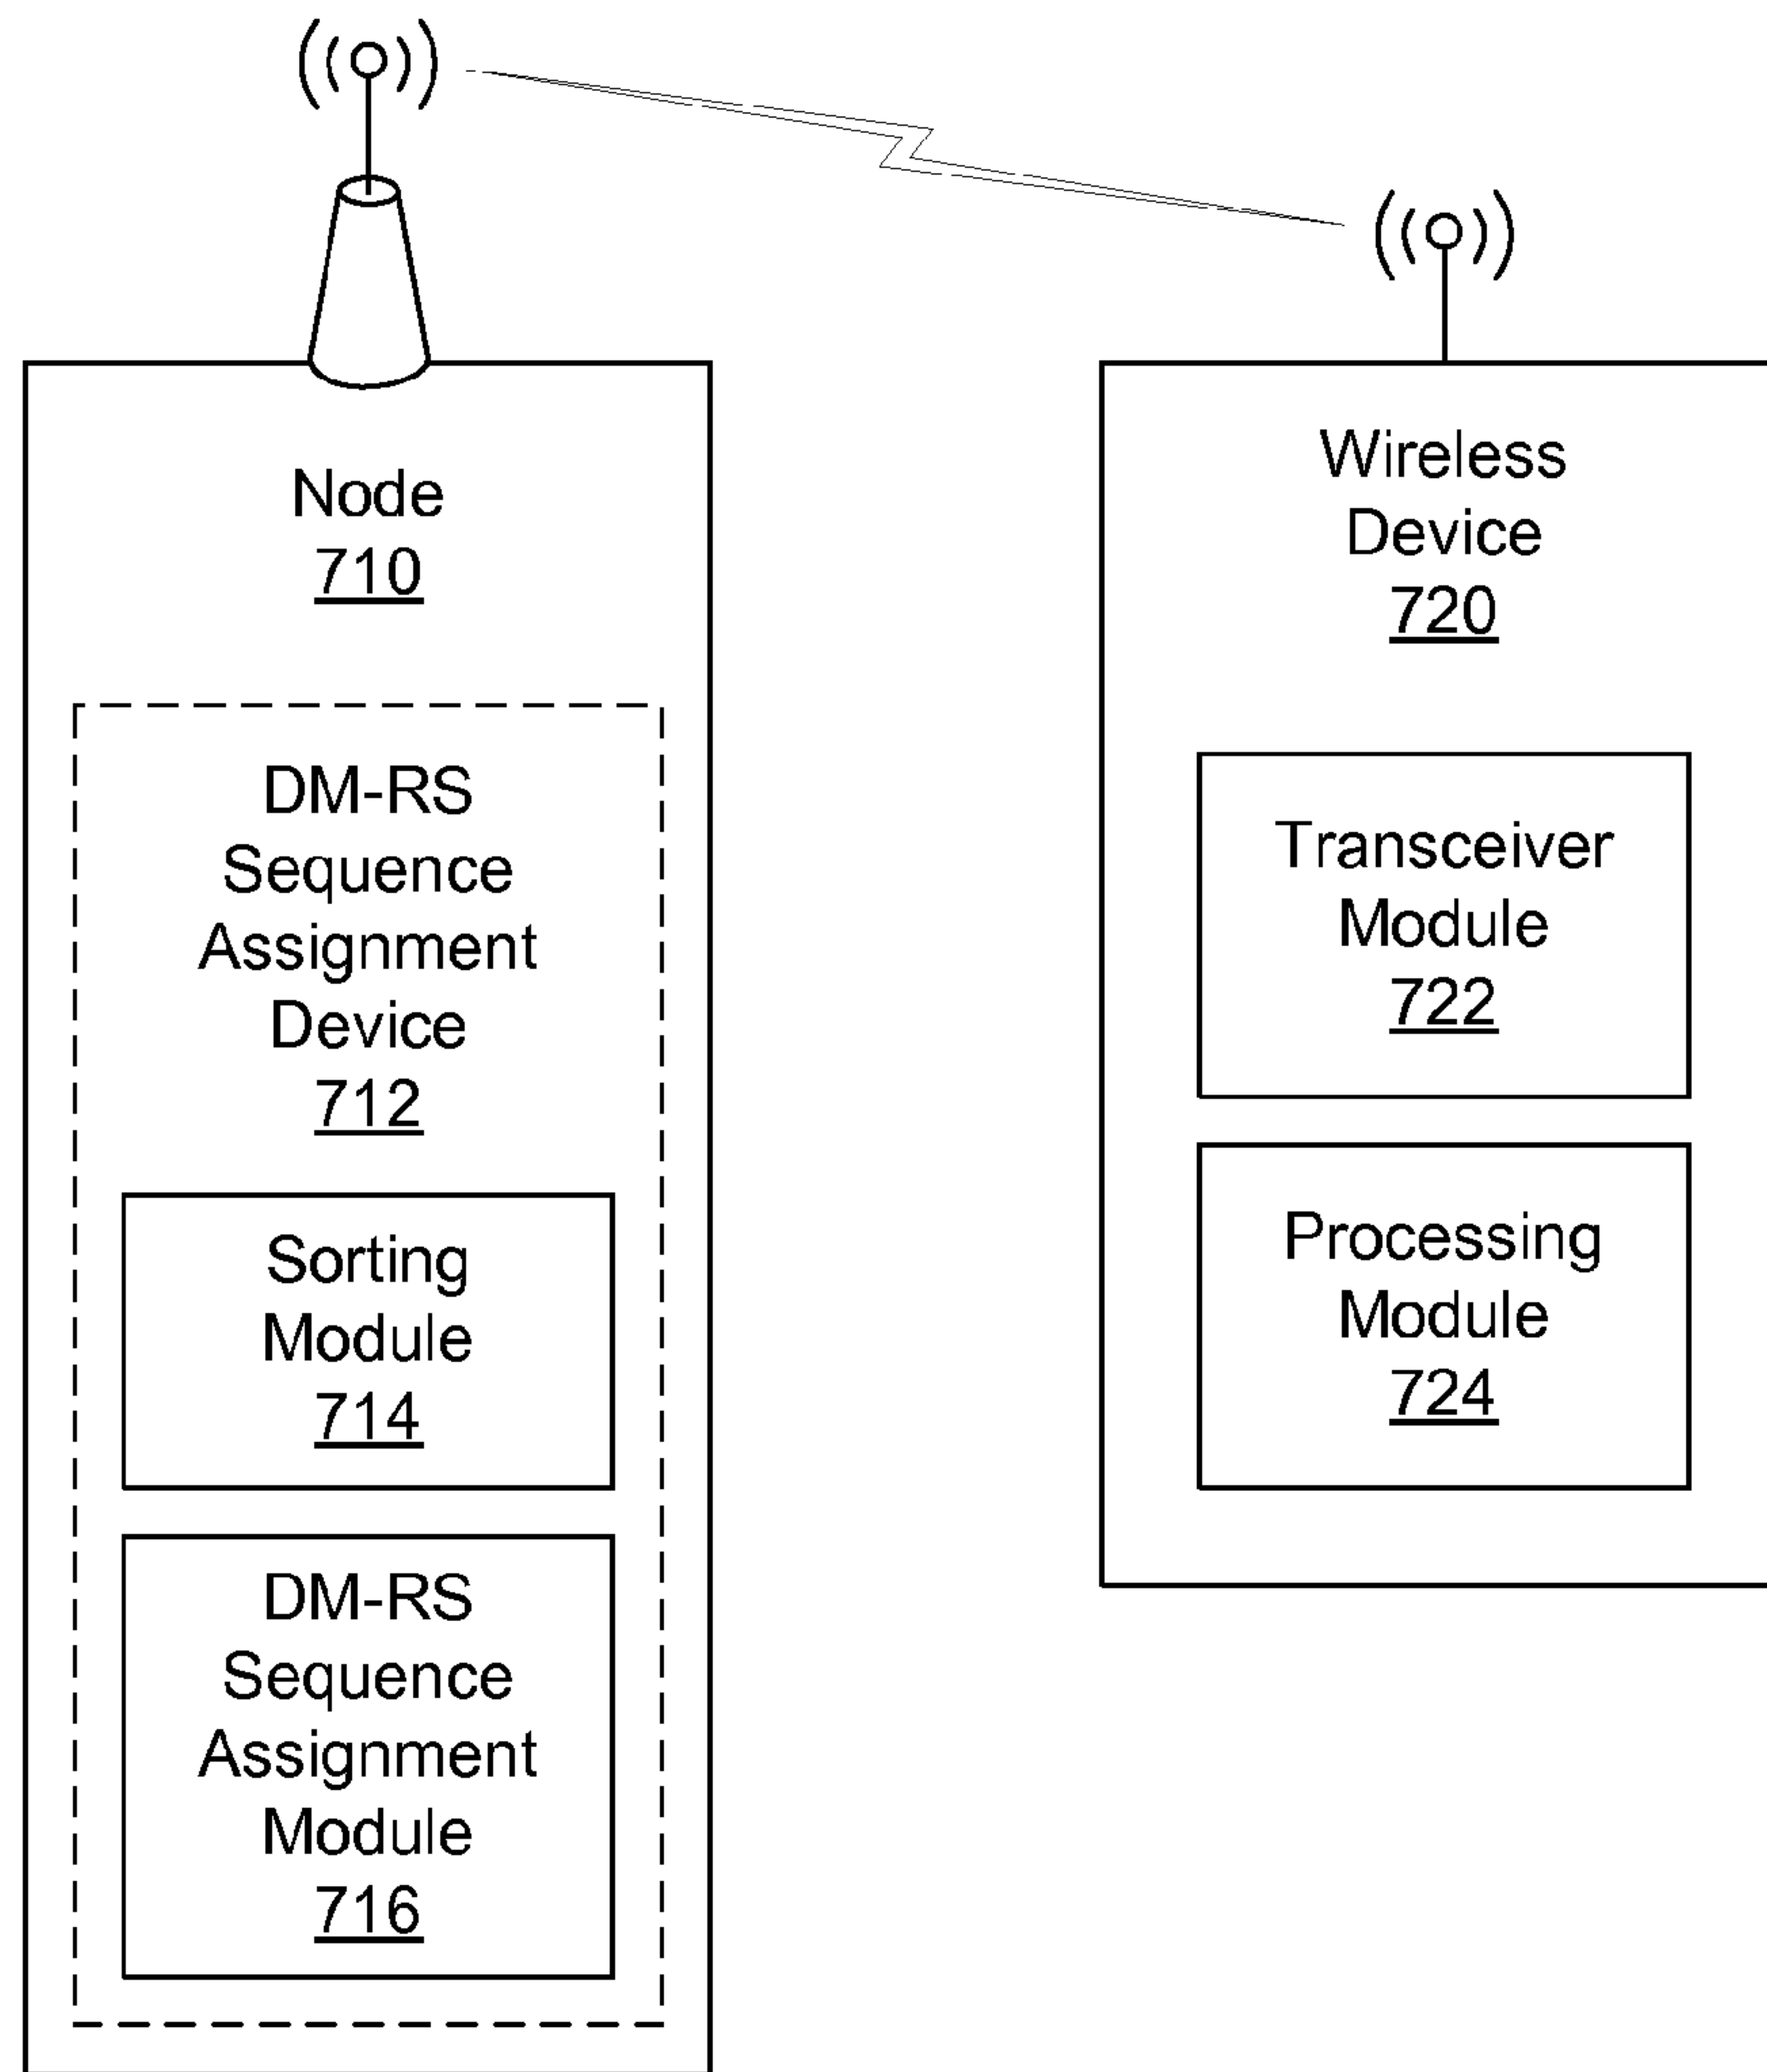 Node
710
DM-RS
Sequence
Assignment
Device
712
Sorting
Module
714
DM-RS
Sequence
Assignment
Module
716
Wireless
Device
720
Transceiver
Module
722
Processing
Module
724